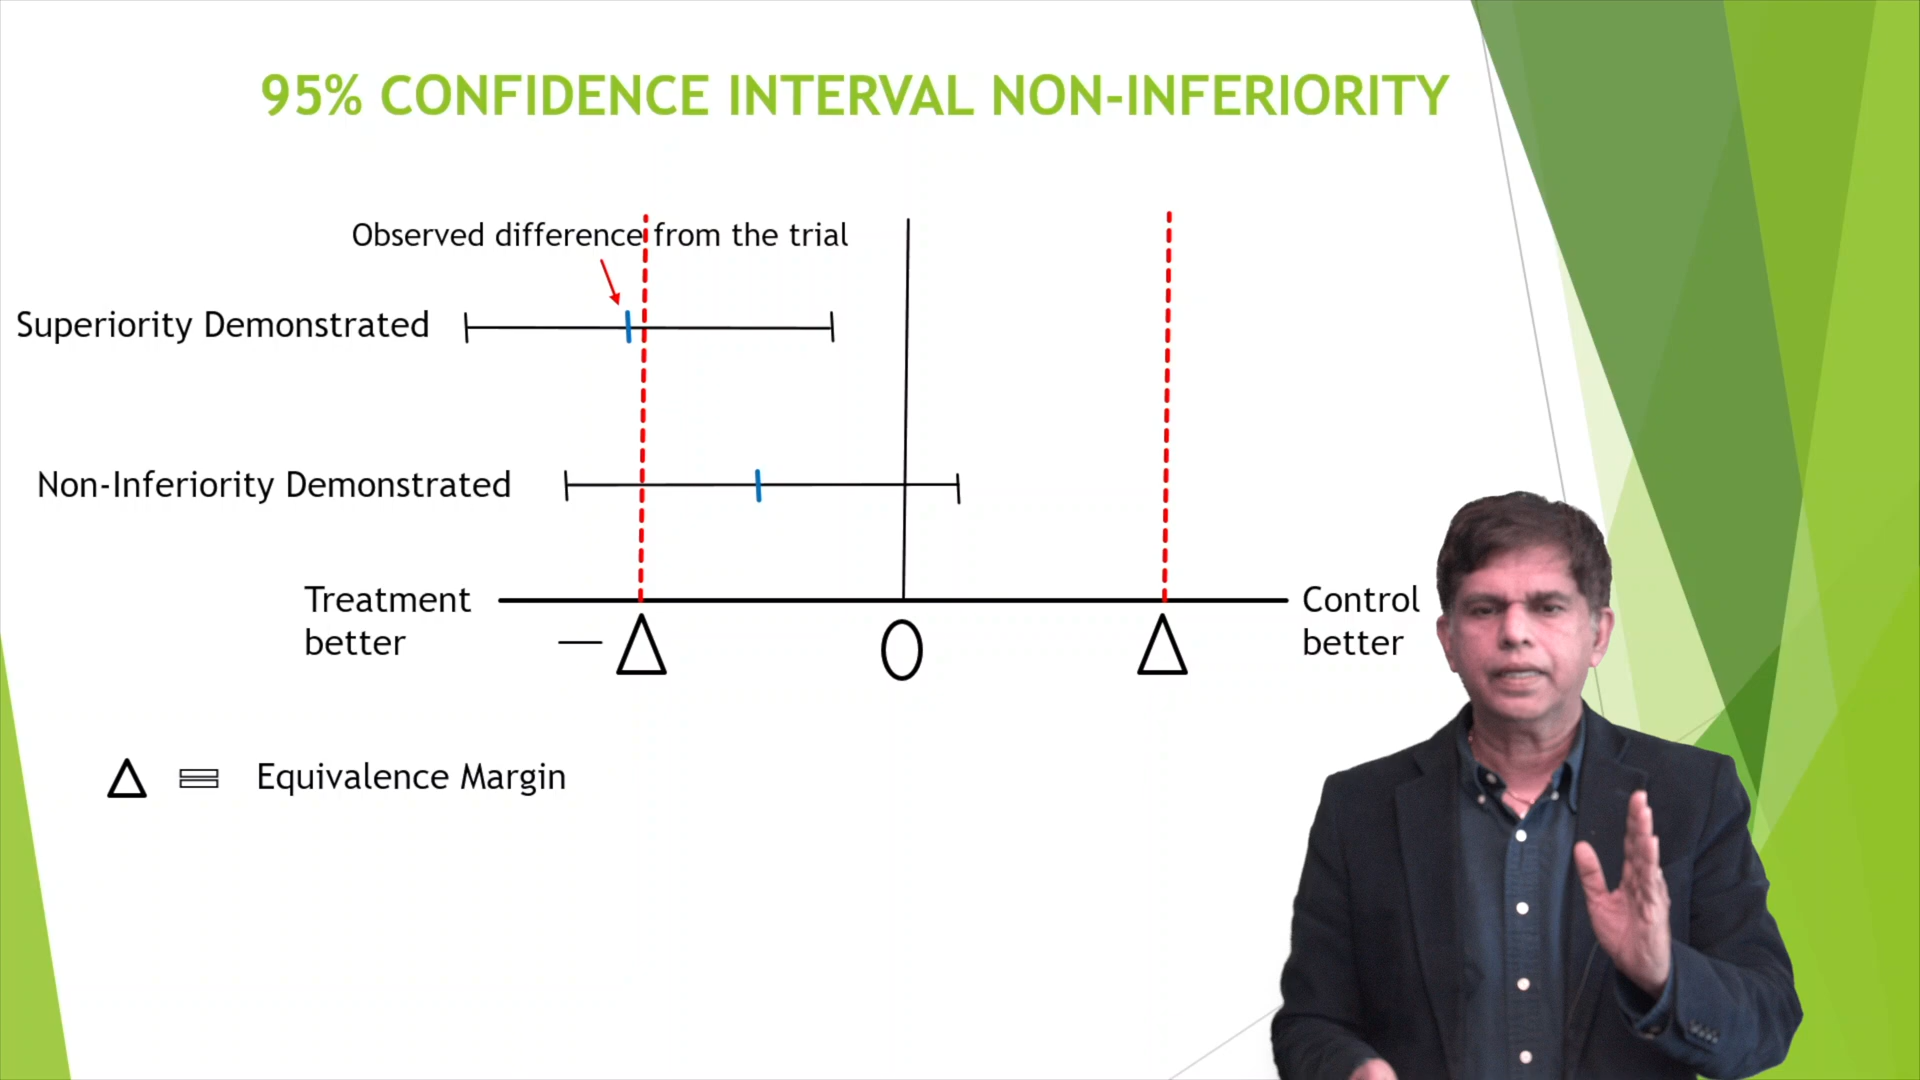 95% CONFIDENCE INTERVAL NON-INFERIORITY
Observed difference from the trial
Superiority Demonstrated
Non-Inferiority Demonstrated
Treatment
better
— Δ
O
Δ
Control
better
Δ = Equivalence Margin